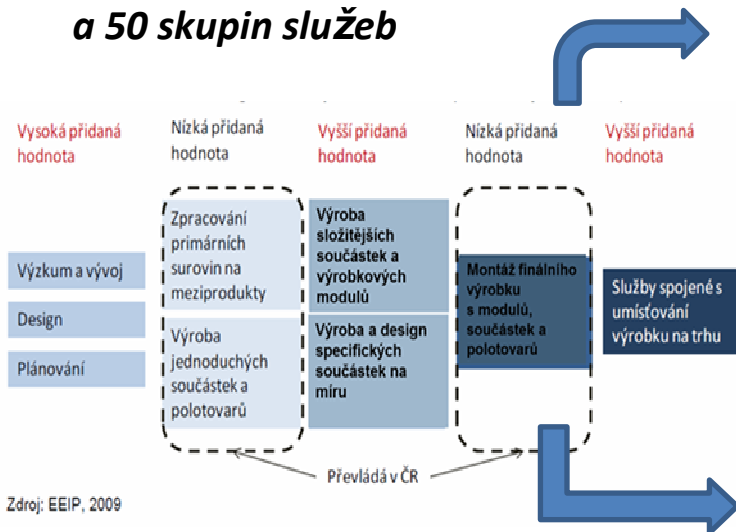 a 50 skupin služeb
Vysoká přidaná
hodnota
Nízká přidaná
hodnota
Vyšší přidaná
hodnota
Nízká přidaná
hodnota
Vyšší přidaná
hodnota
Výzkum a vývoj
Design
Plánování
Zpracování
primárních
surovin na
meziprodukty
Výroba
jednoduchých
součástek a
polotovarů
Výroba
složitějších
součástek a
výrobkových
modulů
Výroba a design
specifických
součástek na
míru
Montáž finálního
výrobku
s modulů,
součástek a
polotovarů
Služby spojené s
umísťování
výrobku na trhu
Převládá v ČR
Zdroj: EEIP, 2009